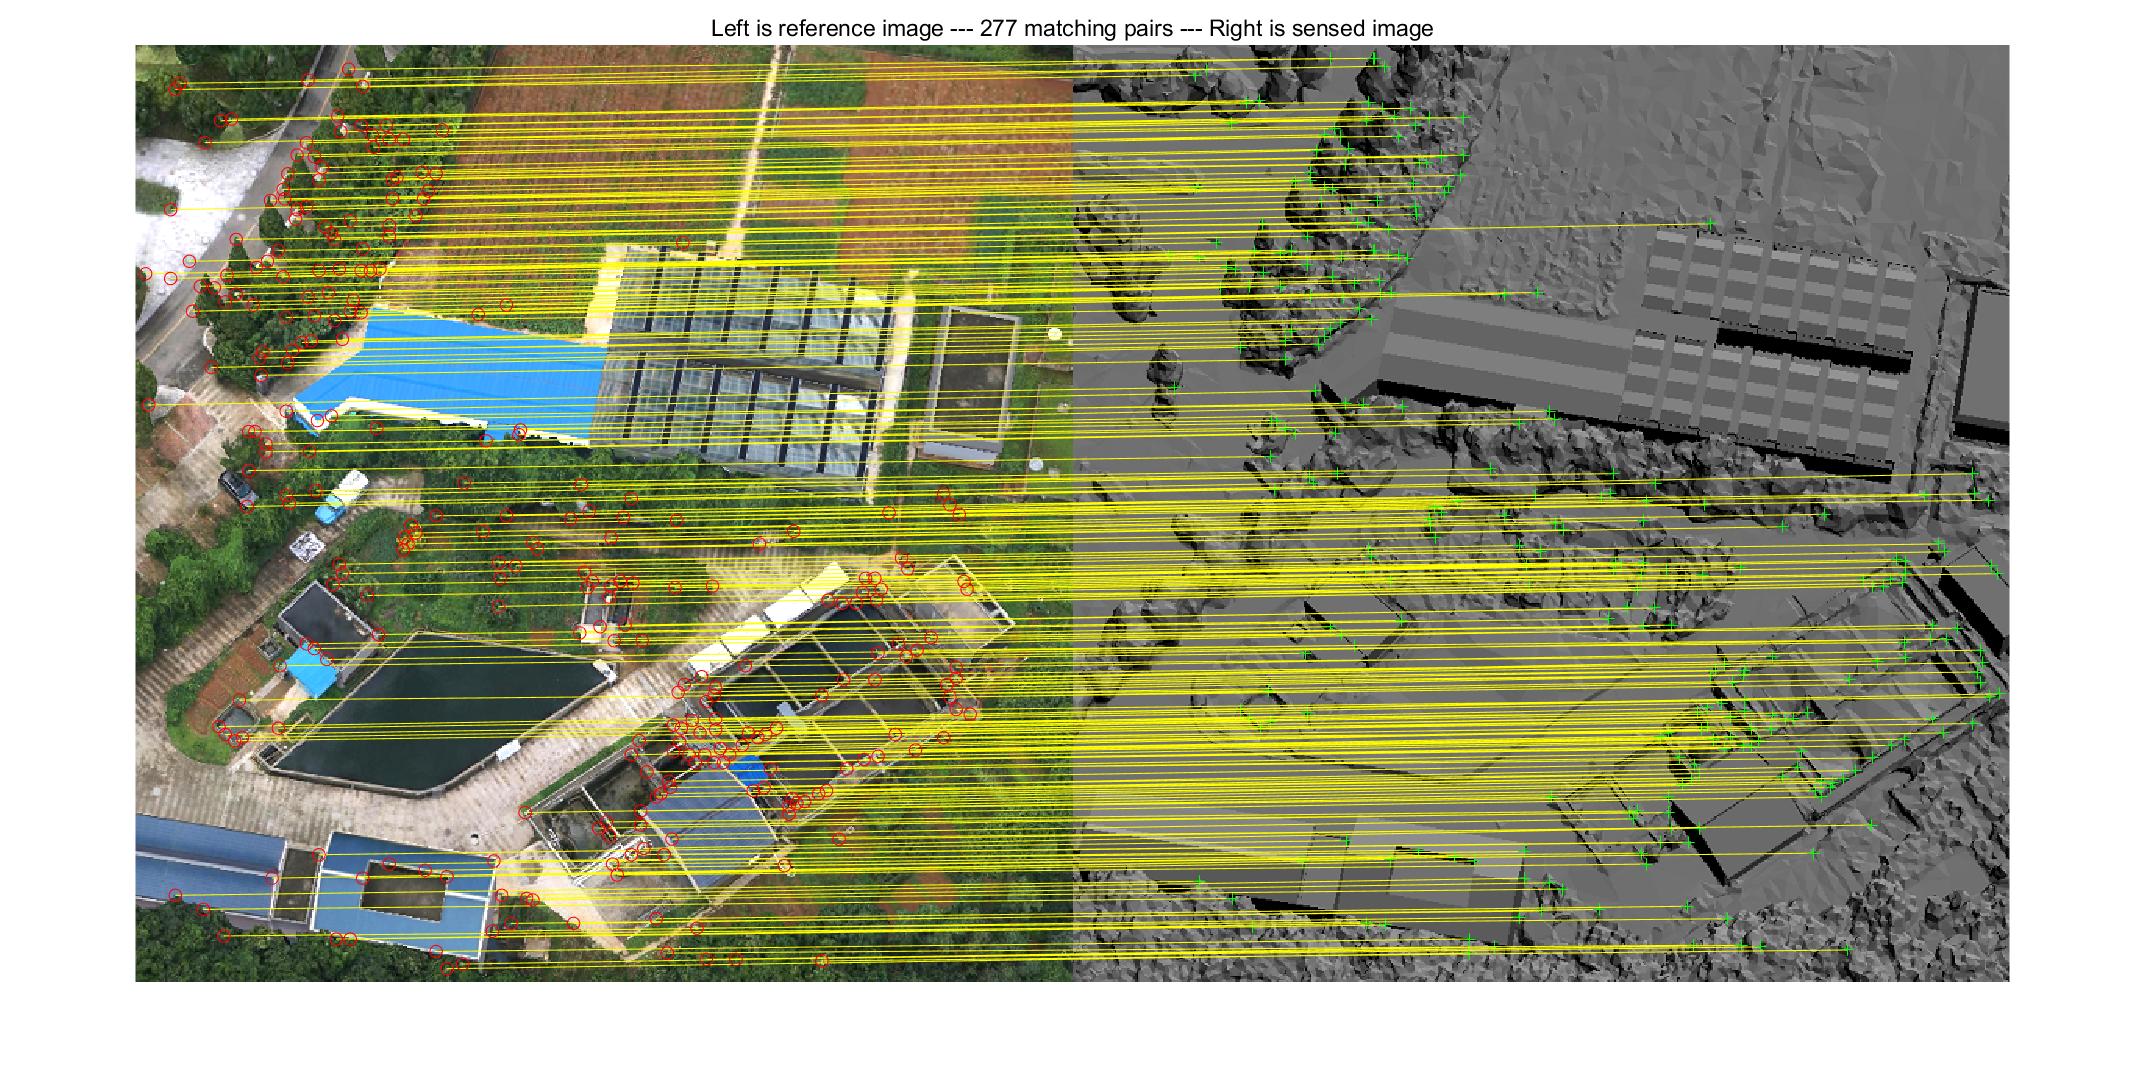 Left is reference image --- 277 matching pairs --- Right is sensed image